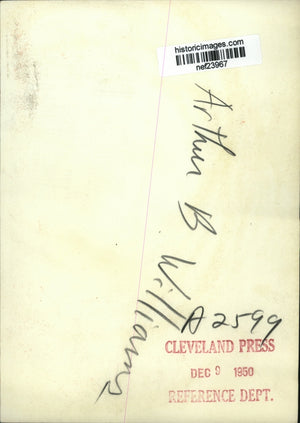 historicimages.com
nef23967
Arthur B Williams
A2599
CLEVELAND PRESS
DEC 9 1950
REFERENCE DEPT.